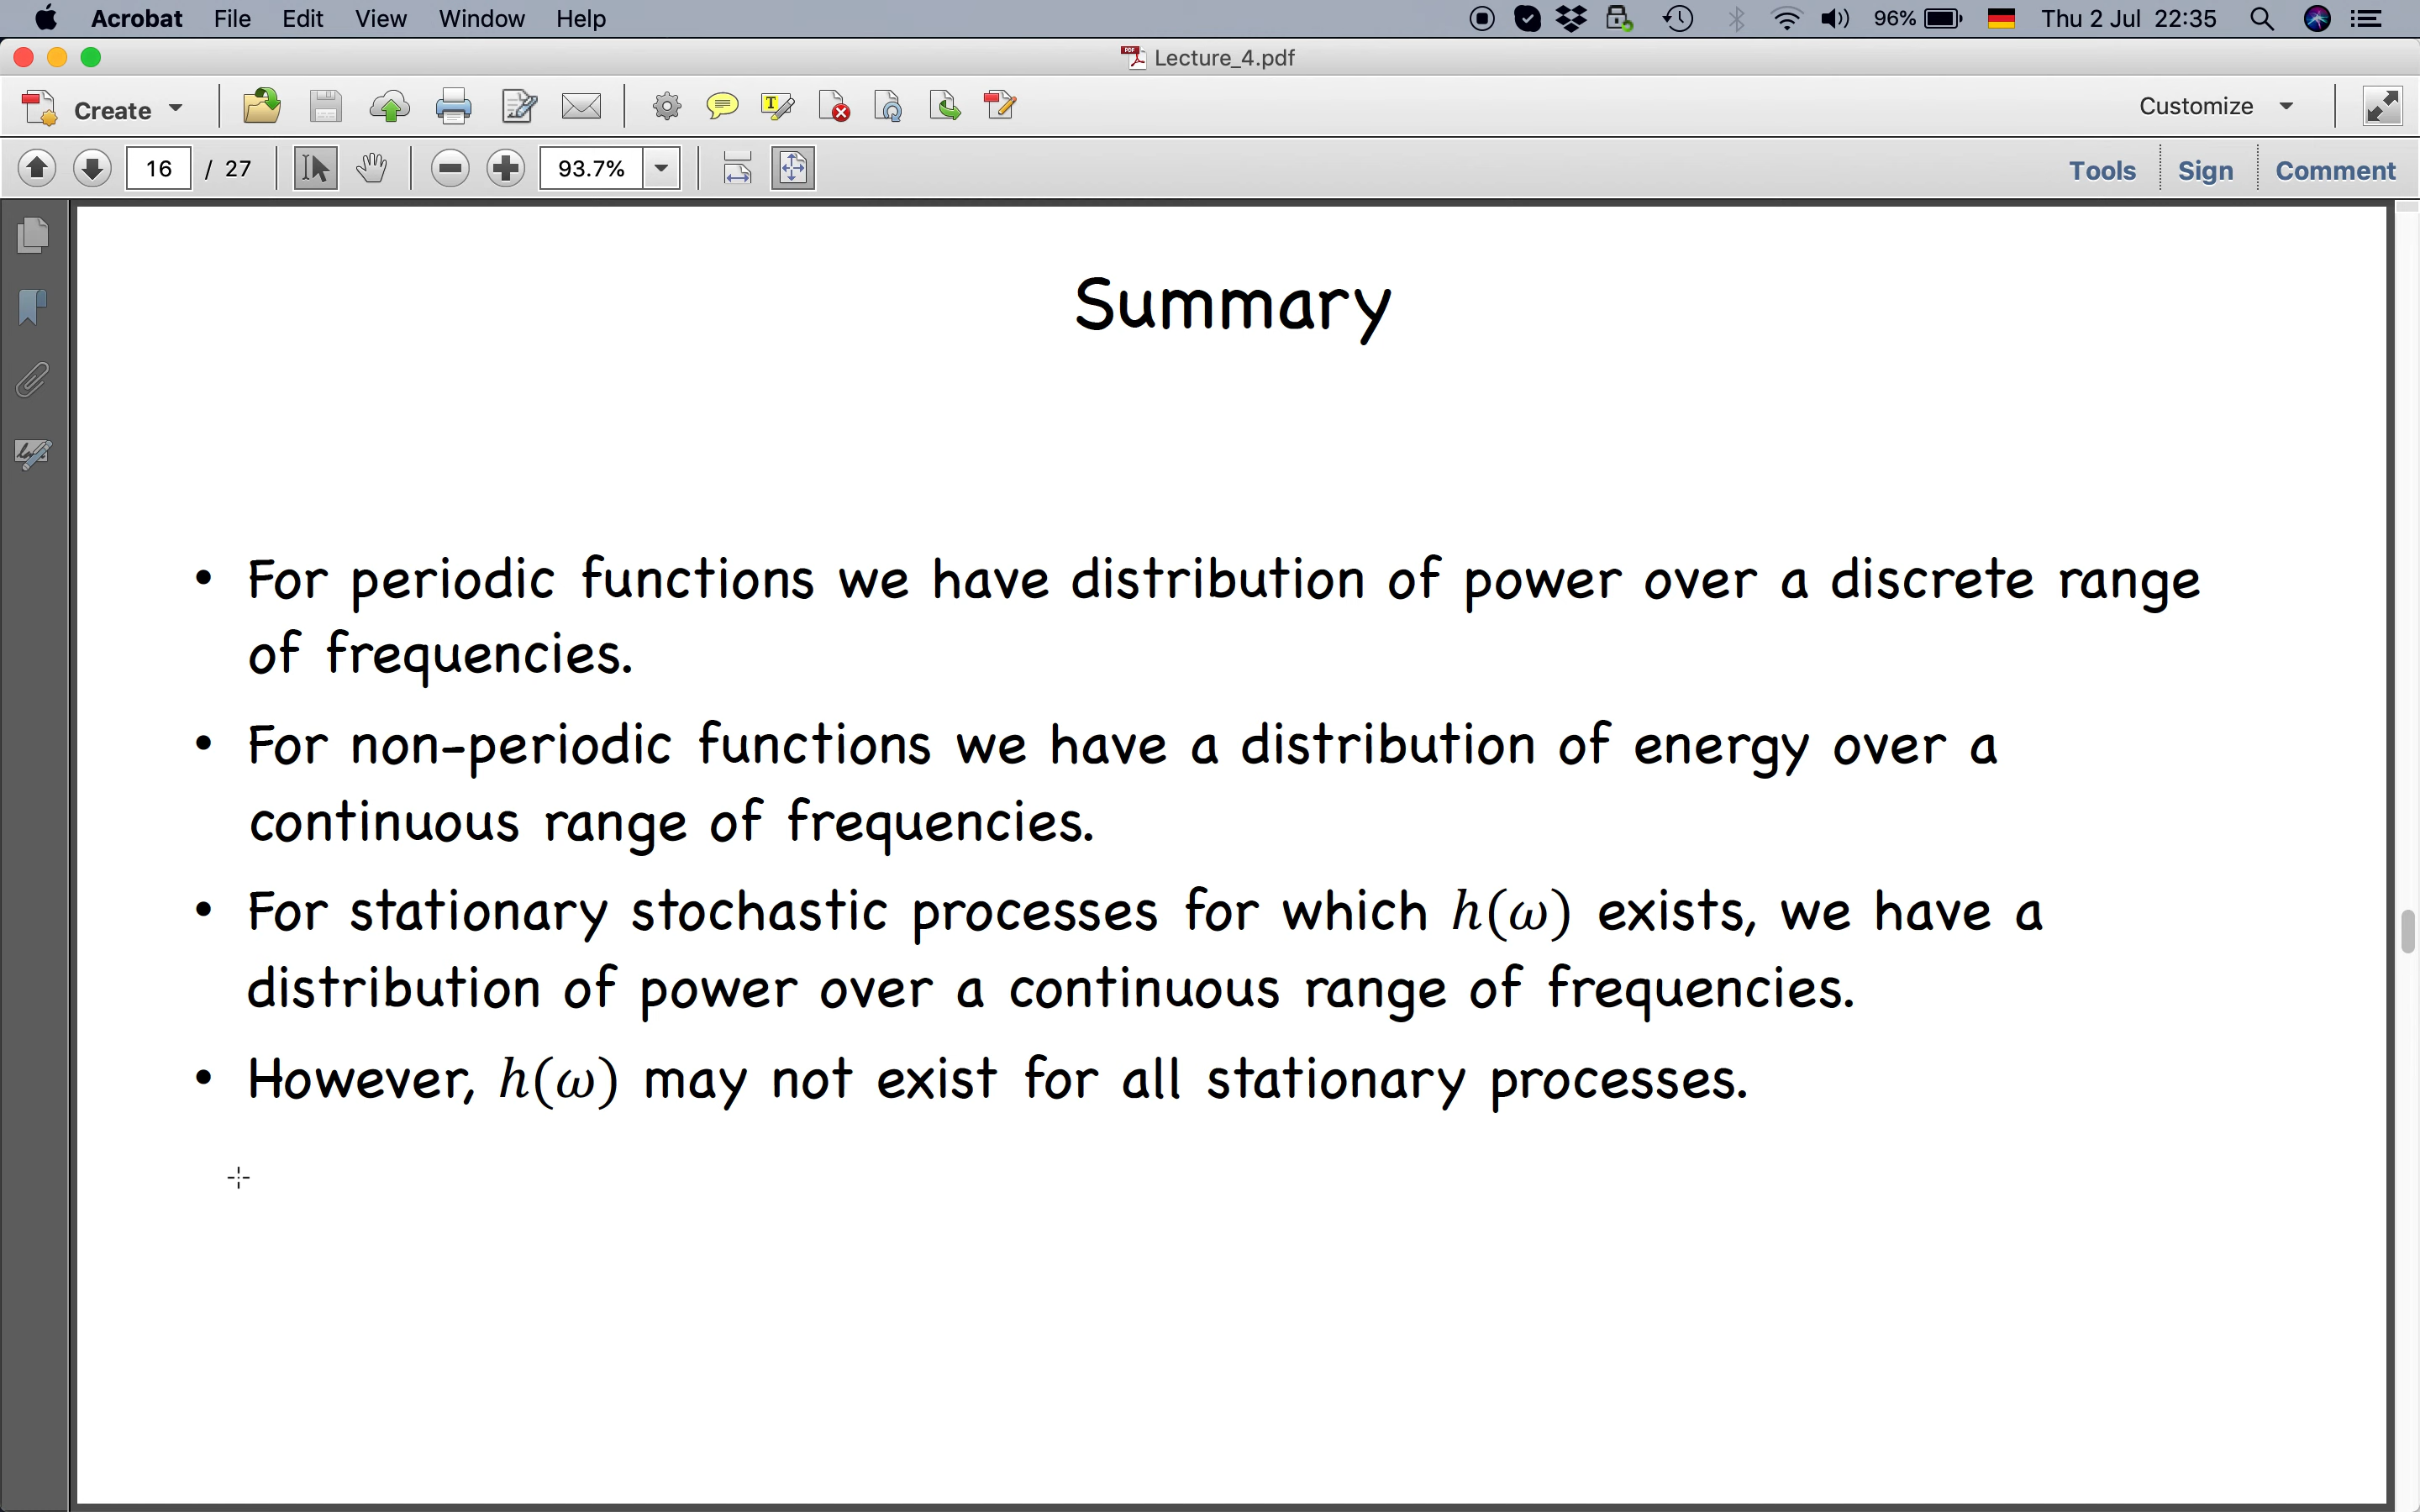 Acrobat File Edit View Window Help 96% Thu 2 Jul 22:35
Lecture_4.pdf
Create Customize
16 / 27 93.7% Tools Sign Comment
Summary
• For periodic functions we have distribution of power over a discrete range
of frequencies.
• For non-periodic functions we have a distribution of energy over a
continuous range of frequencies.
• For stationary stochastic processes for which h(ω) exists, we have a
distribution of power over a continuous range of frequencies.
• However, h(ω) may not exist for all stationary processes.
•